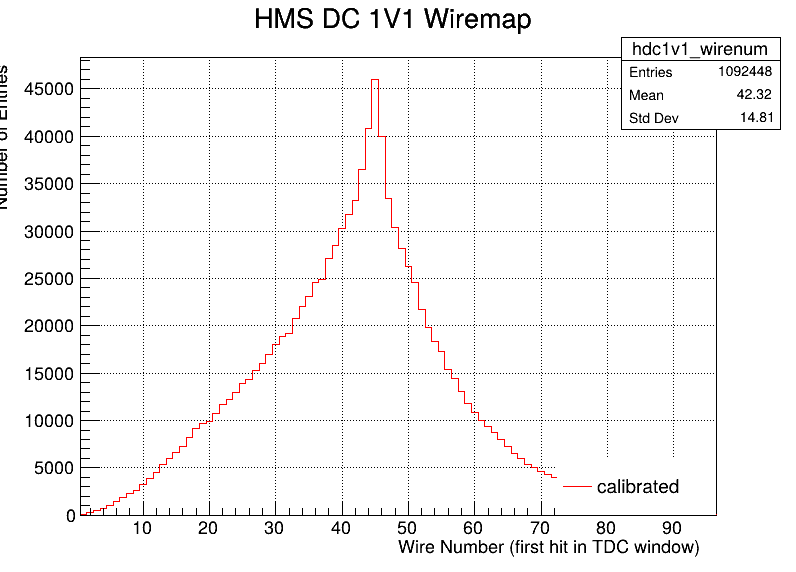 HMS DC 1V1 Wiremap
hdc1v1_wirenum
Entries 1092448
Mean 42.32
Std Dev 14.81
Number of Entries
45000
40000
35000
30000
25000
20000
15000
10000
5000
0
10 20 30 40 50 60 70 80 90
calibrated
Wire Number (first hit in TDC window)